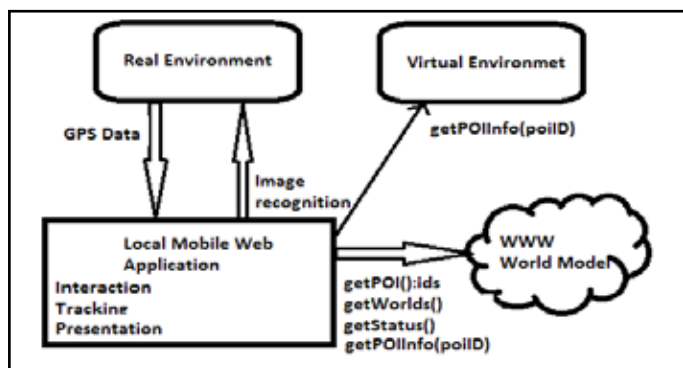 Real Environment
Virtual Environmet
GPS Data
getPOIInfo(poiID)
Image
recognition
Local Mobile Web
Application
Interaction
Tracking
Presentation
WWW
World Model
getPOI():ids
getWorlds()
getStatus()
getPOIInfo(poiID)